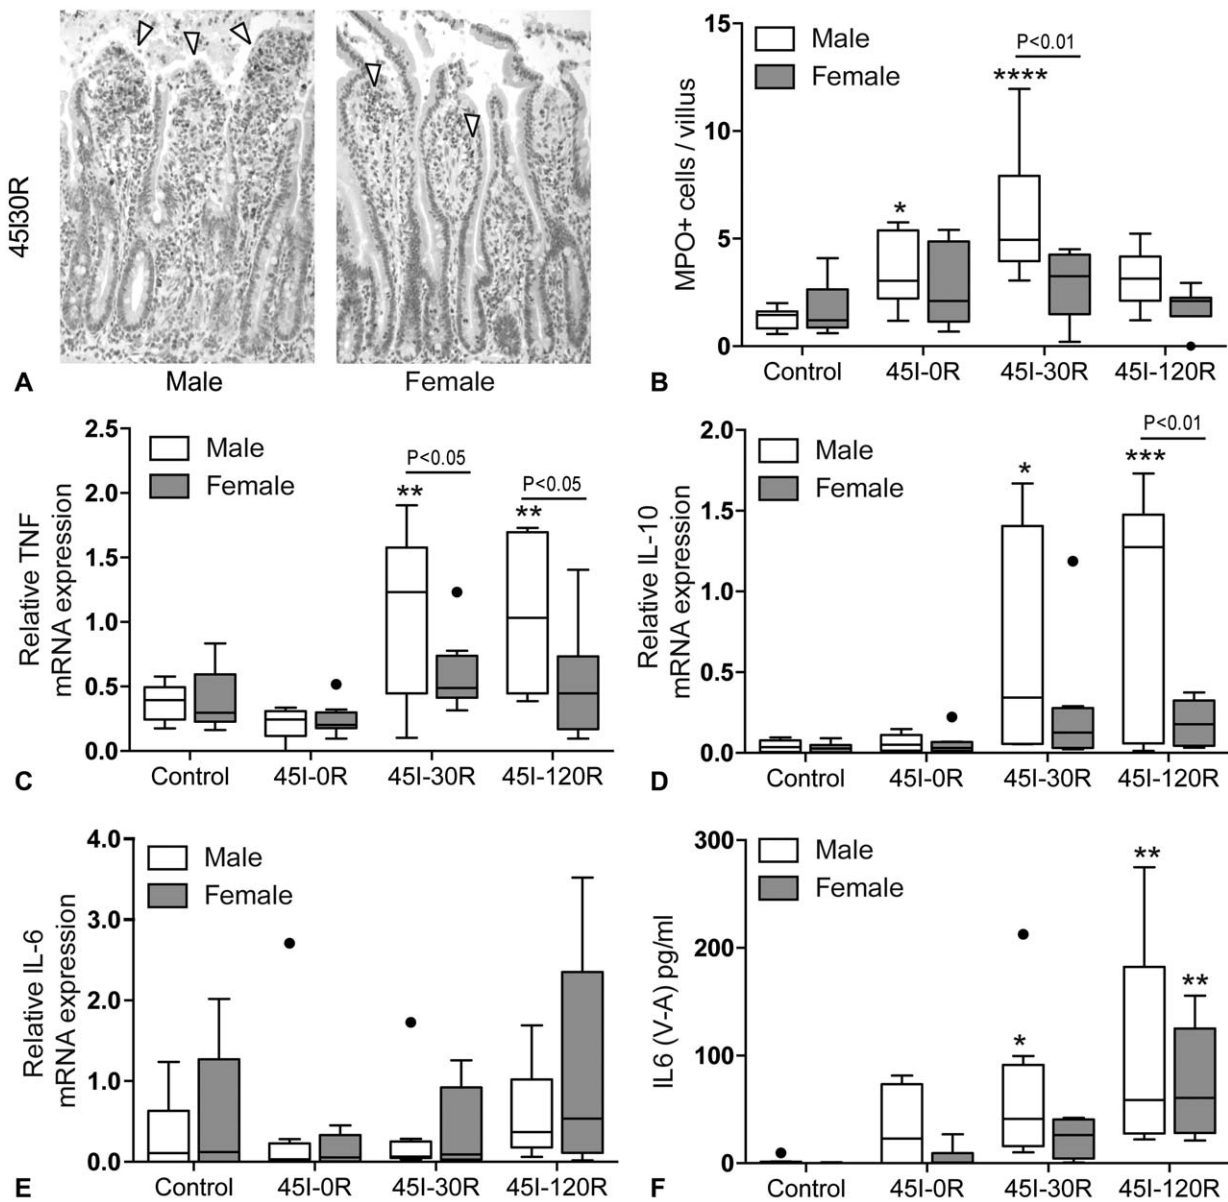 45I30R
Male
Female
A
MPO+ cells / villus
15
10
5
0
Male
Female
P<0.01
****
*
Control
45I-0R
45I-30R
45I-120R
B
Relative TNF
mRNA expression
2.5
2.0
1.5
1.0
0.5
0.0
Male
Female
P<0.05
**
P<0.05
**
Control
45I-0R
45I-30R
45I-120R
C
Relative IL-10
mRNA expression
2.0
1.5
1.0
0.5
0.0
Male
Female
P<0.01
*
***
Control
45I-0R
45I-30R
45I-120R
D
Relative IL-6
mRNA expression
4.0
3.0
2.0
1.0
0.0
Male
Female
Control
45I-0R
45I-30R
45I-120R
E
IL6 (V-A) pg/ml
300
200
100
0
Male
Female
**
**
*
Control
45I-0R
45I-30R
45I-120R
F